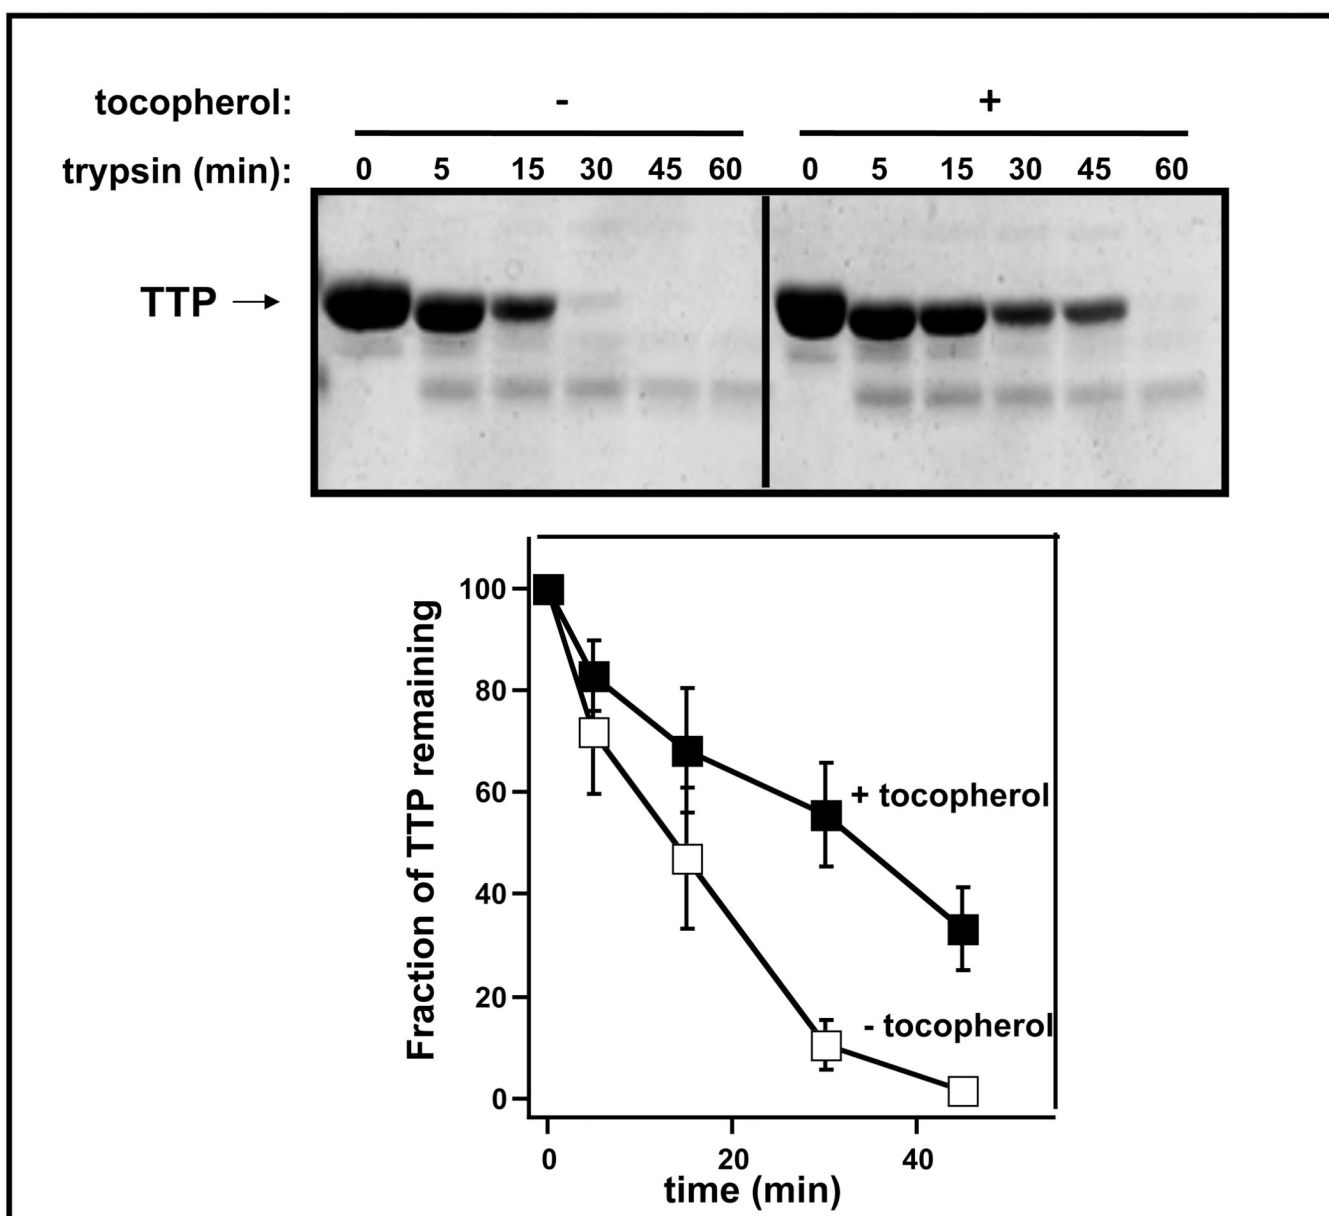 tocopherol: - +
trypsin (min): 0 5 15 30 45 60 0 5 15 30 45 60
TTP →
Fraction of TTP remaining
100
80
60
40
20
0
+ tocopherol
- tocopherol
0 20 40
time (min)